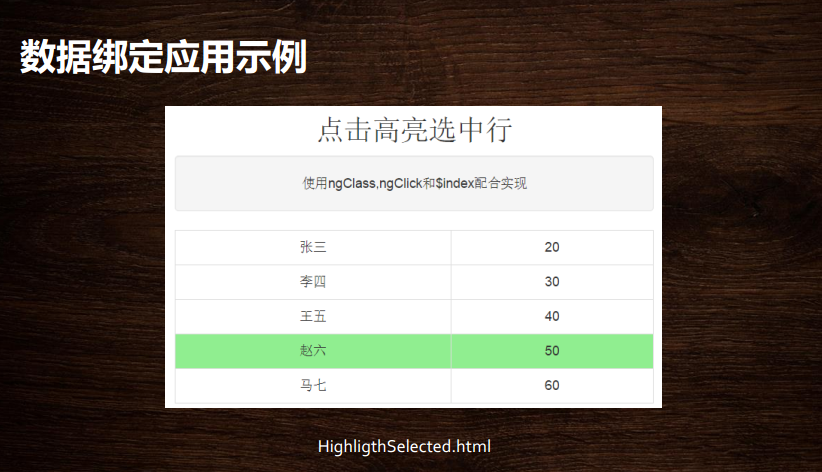 数据绑定应用示例
点击高亮选中行
使用ngClass,ngClick和$index配合实现
张三 20
李四 30
王五 40
赵六 50
马七 60
HighligthSelected.html